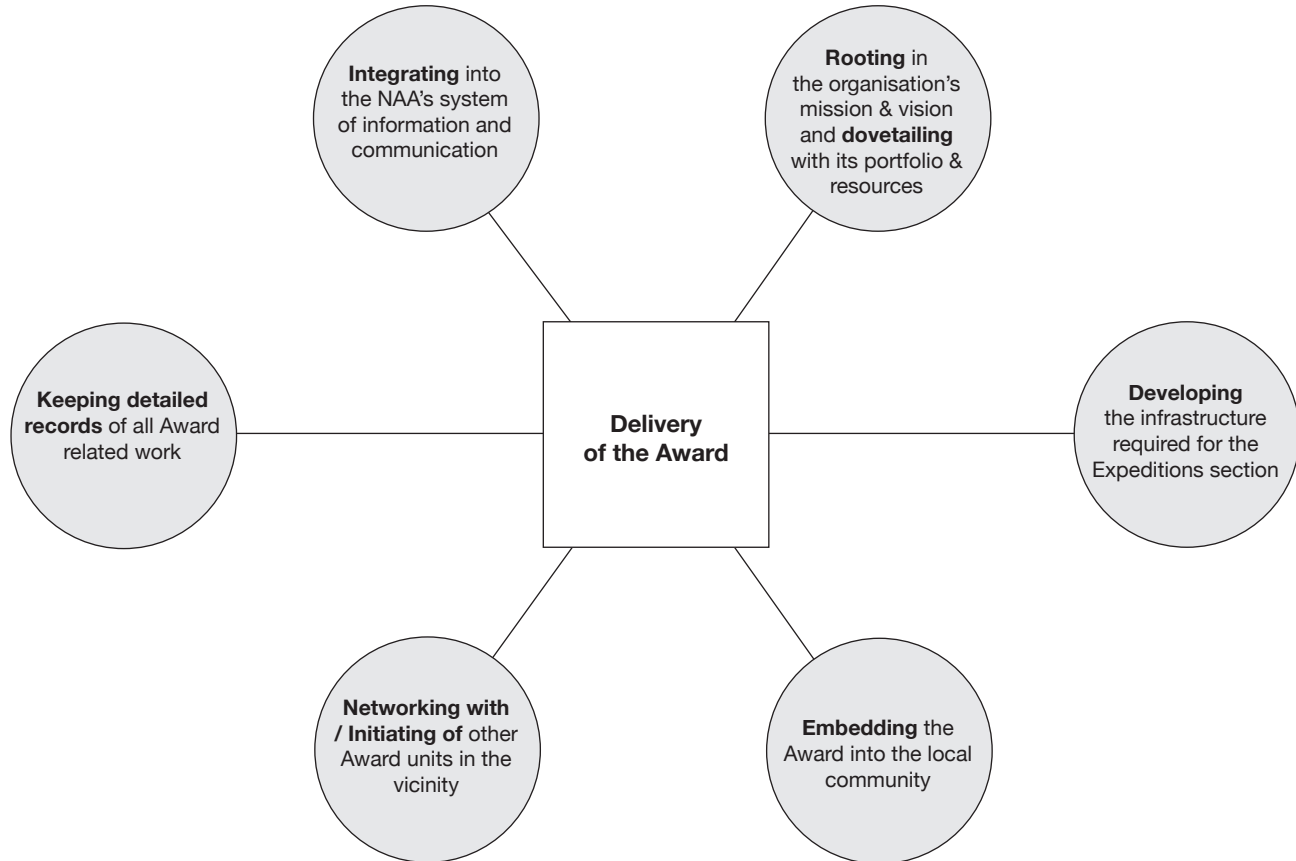 Integrating into
the NAA's system
of information and
communication
Rooting in
the organisation's
mission & vision
and dovetailing
with its portfolio &
resources
Keeping detailed
records of all Award
related work
Delivery
of the Award
Developing
the infrastructure
required for the
Expeditions section
Networking with
/ Initiating of other
Award units in the
vicinity
Embedding the
Award into the local
community